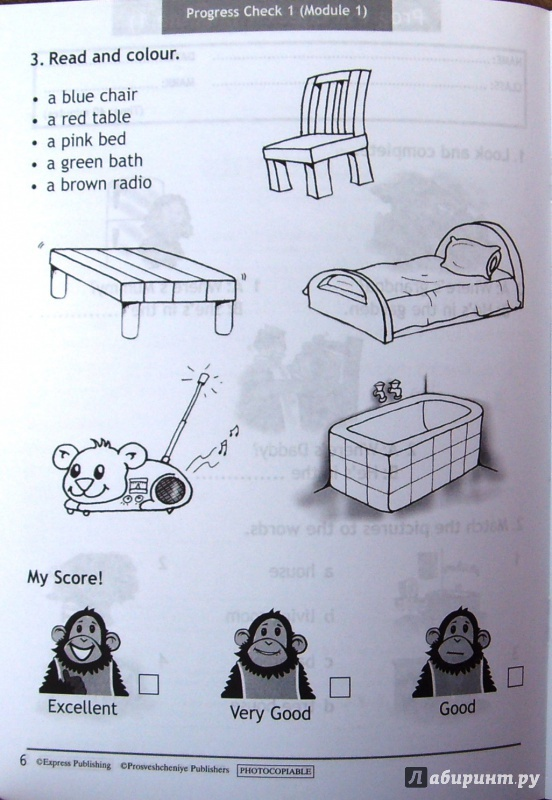 Progress Check 1 (Module 1)
3. Read and colour.
• a blue chair
• a red table
• a pink bed
• a green bath
• a brown radio
My Score!
Excellent
Very Good
Good
6 ©Express Publishing ©Prosveshcheniye Publishers PHOTOCOPIABLE
Лабиринт.ру